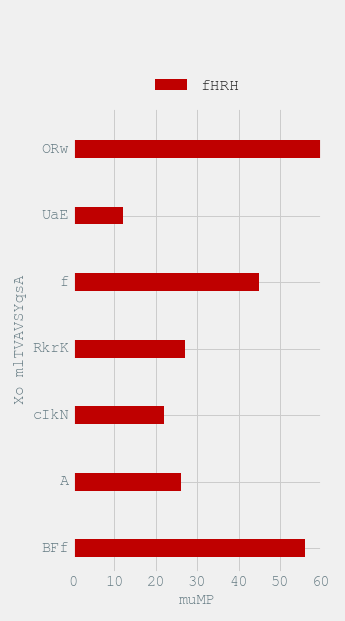 fHRH
ORw
UaE
f
RkrK
cIkN
A
BFf
Xo mlTVAVSYqsA
0 10 20 30 40 50 60
muMP